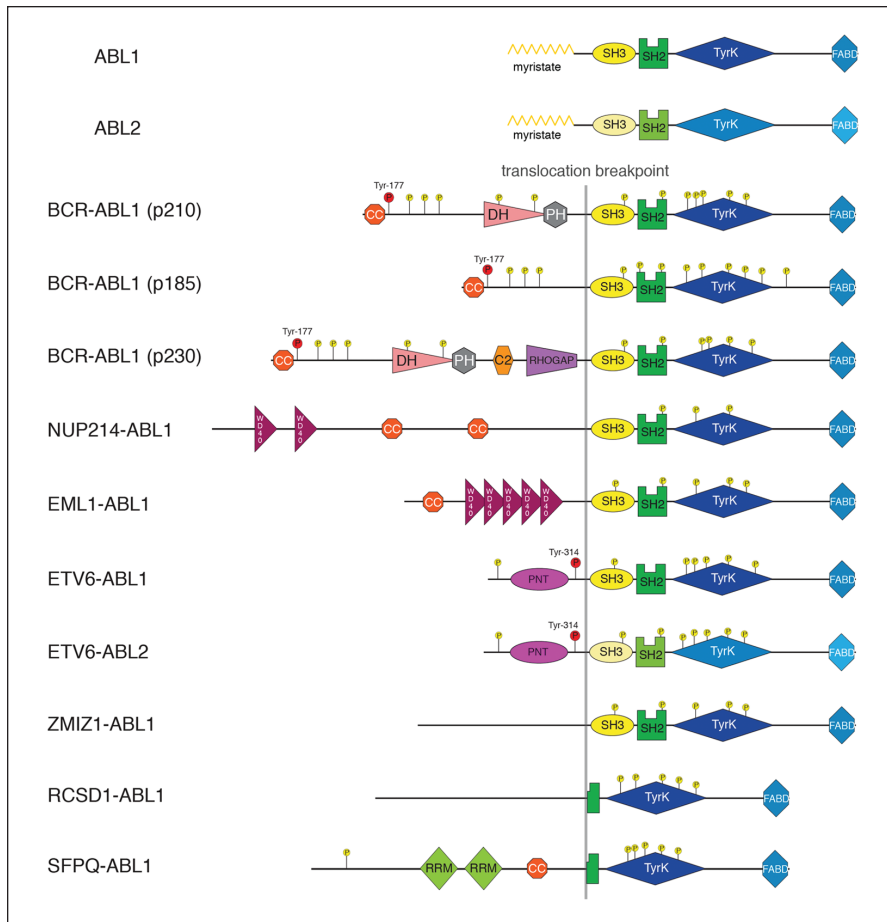 ABL1 myristate SH3 SH2 TyrK FABD
ABL2 myristate SH3 SH2 TyrK FABD
translocation breakpoint
Tyr-177
P P P P P P P P P P P P P
BCR-ABL1 (p210) CC DH PH SH3 SH2 TyrK FABD
Tyr-177
P P P P P P P P P P P P P
BCR-ABL1 (p185) CC SH3 SH2 TyrK FABD
Tyr-177
P P P P P P P P P P P P P
BCR-ABL1 (p230) CC DH PH C2 RHOGAP SH3 SH2 TyrK FABD
P P P
NUP214-ABL1 WD40 WD40 CC CC SH3 SH2 TyrK FABD
P P P P P
EML1-ABL1 CC WD40 WD40 WD40 WD40 WD40 SH3 SH2 TyrK FABD
Tyr-314
P P P P P P P P P
ETV6-ABL1 PNT SH3 SH2 TyrK FABD
Tyr-314
P P P P P P P P P
ETV6-ABL2 PNT SH3 SH2 TyrK FABD
P P P P P
ZMIZ1-ABL1 SH3 SH2 TyrK FABD
P P P P P
RCSD1-ABL1 TyrK FABD
P P P P P P
SFPQ-ABL1 RRM RRM CC TyrK FABD